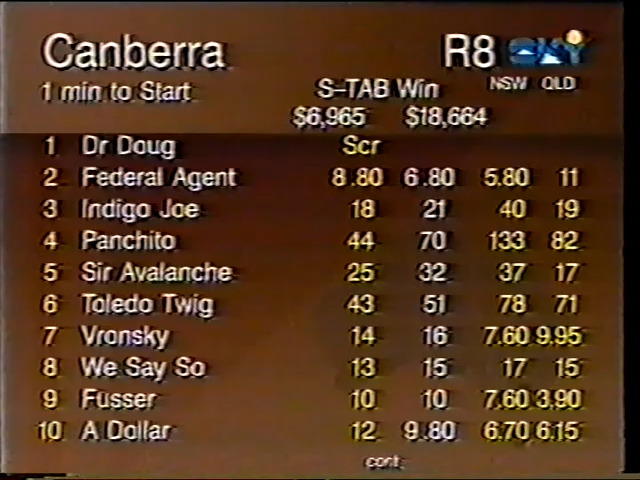 Canberra R8 SKY
1 min to Start S-TAB Win NSW QLD
$6,965 $18,664
1 Dr Doug Scr
2 Federal Agent 8.80 6.80 5.80 11
3 Indigo Joe 18 21 40 19
4 Panchito 44 70 133 82
5 Sir Avalanche 25 32 37 17
6 Toledo Twig 43 51 78 71
7 Vronsky 14 16 7.60 9.95
8 We Say So 13 15 17 15
9 Fusser 10 10 7.60 3.90
10 A Dollar 12 9.80 6.70 6.15
cont.